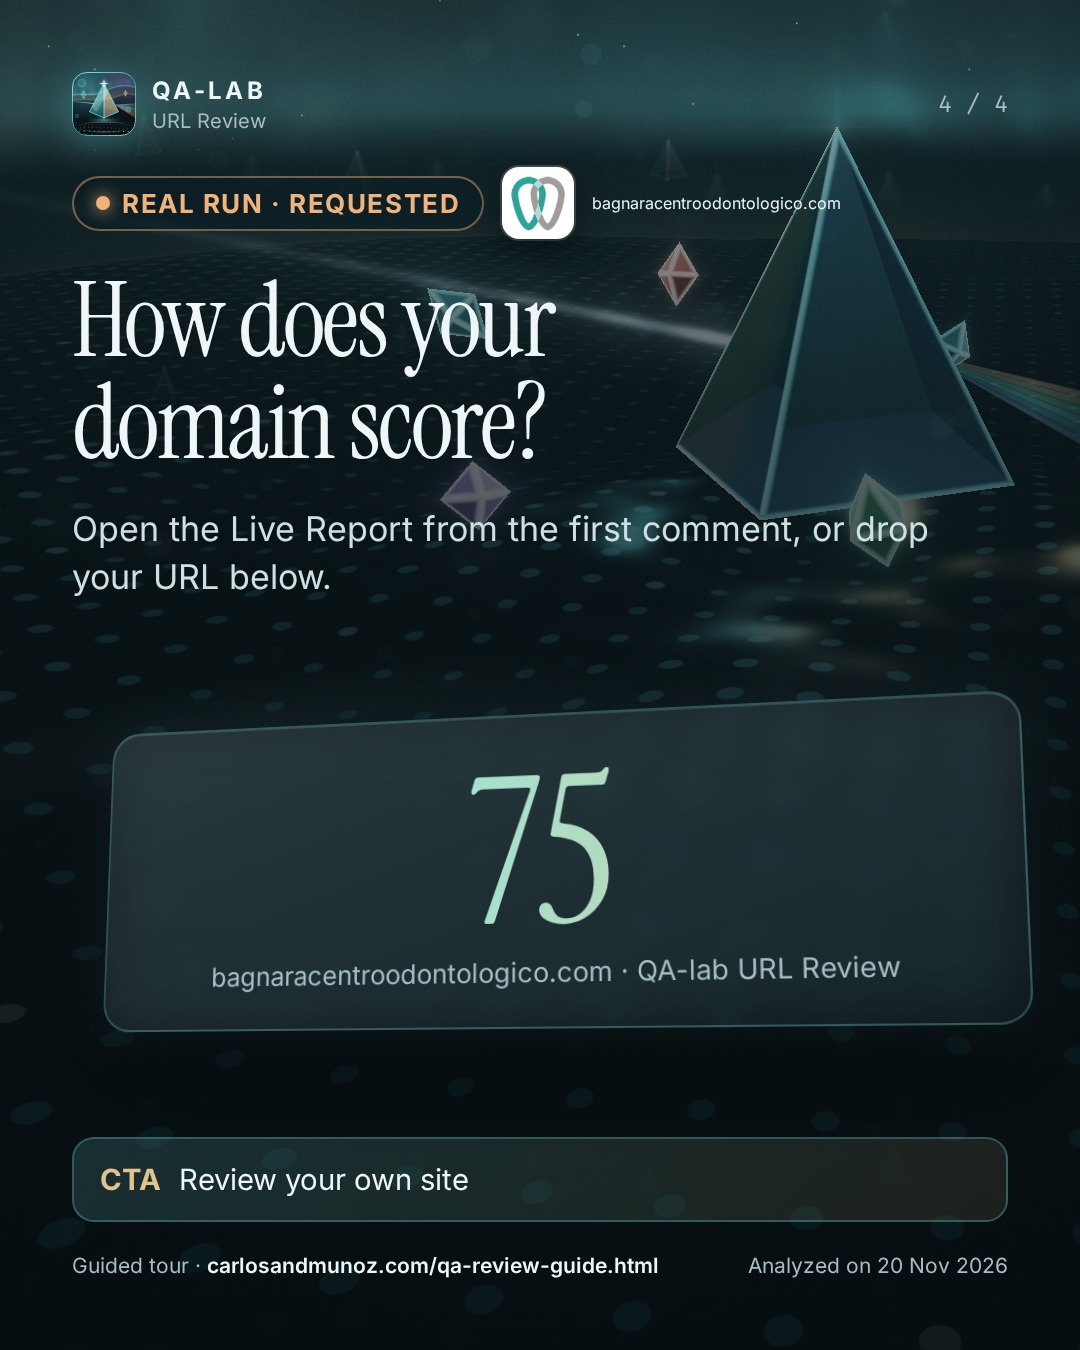 QA-LAB
URL Review
4 / 4
REAL RUN · REQUESTED
bagnaracentroodontologico.com
How does your
domain score?
Open the Live Report from the first comment, or drop
your URL below.
75
bagnaracentroodontologico.com · QA-lab URL Review
CTA Review your own site
Guided tour · carlosandmunoz.com/qa-review-guide.html
Analyzed on 20 Nov 2026